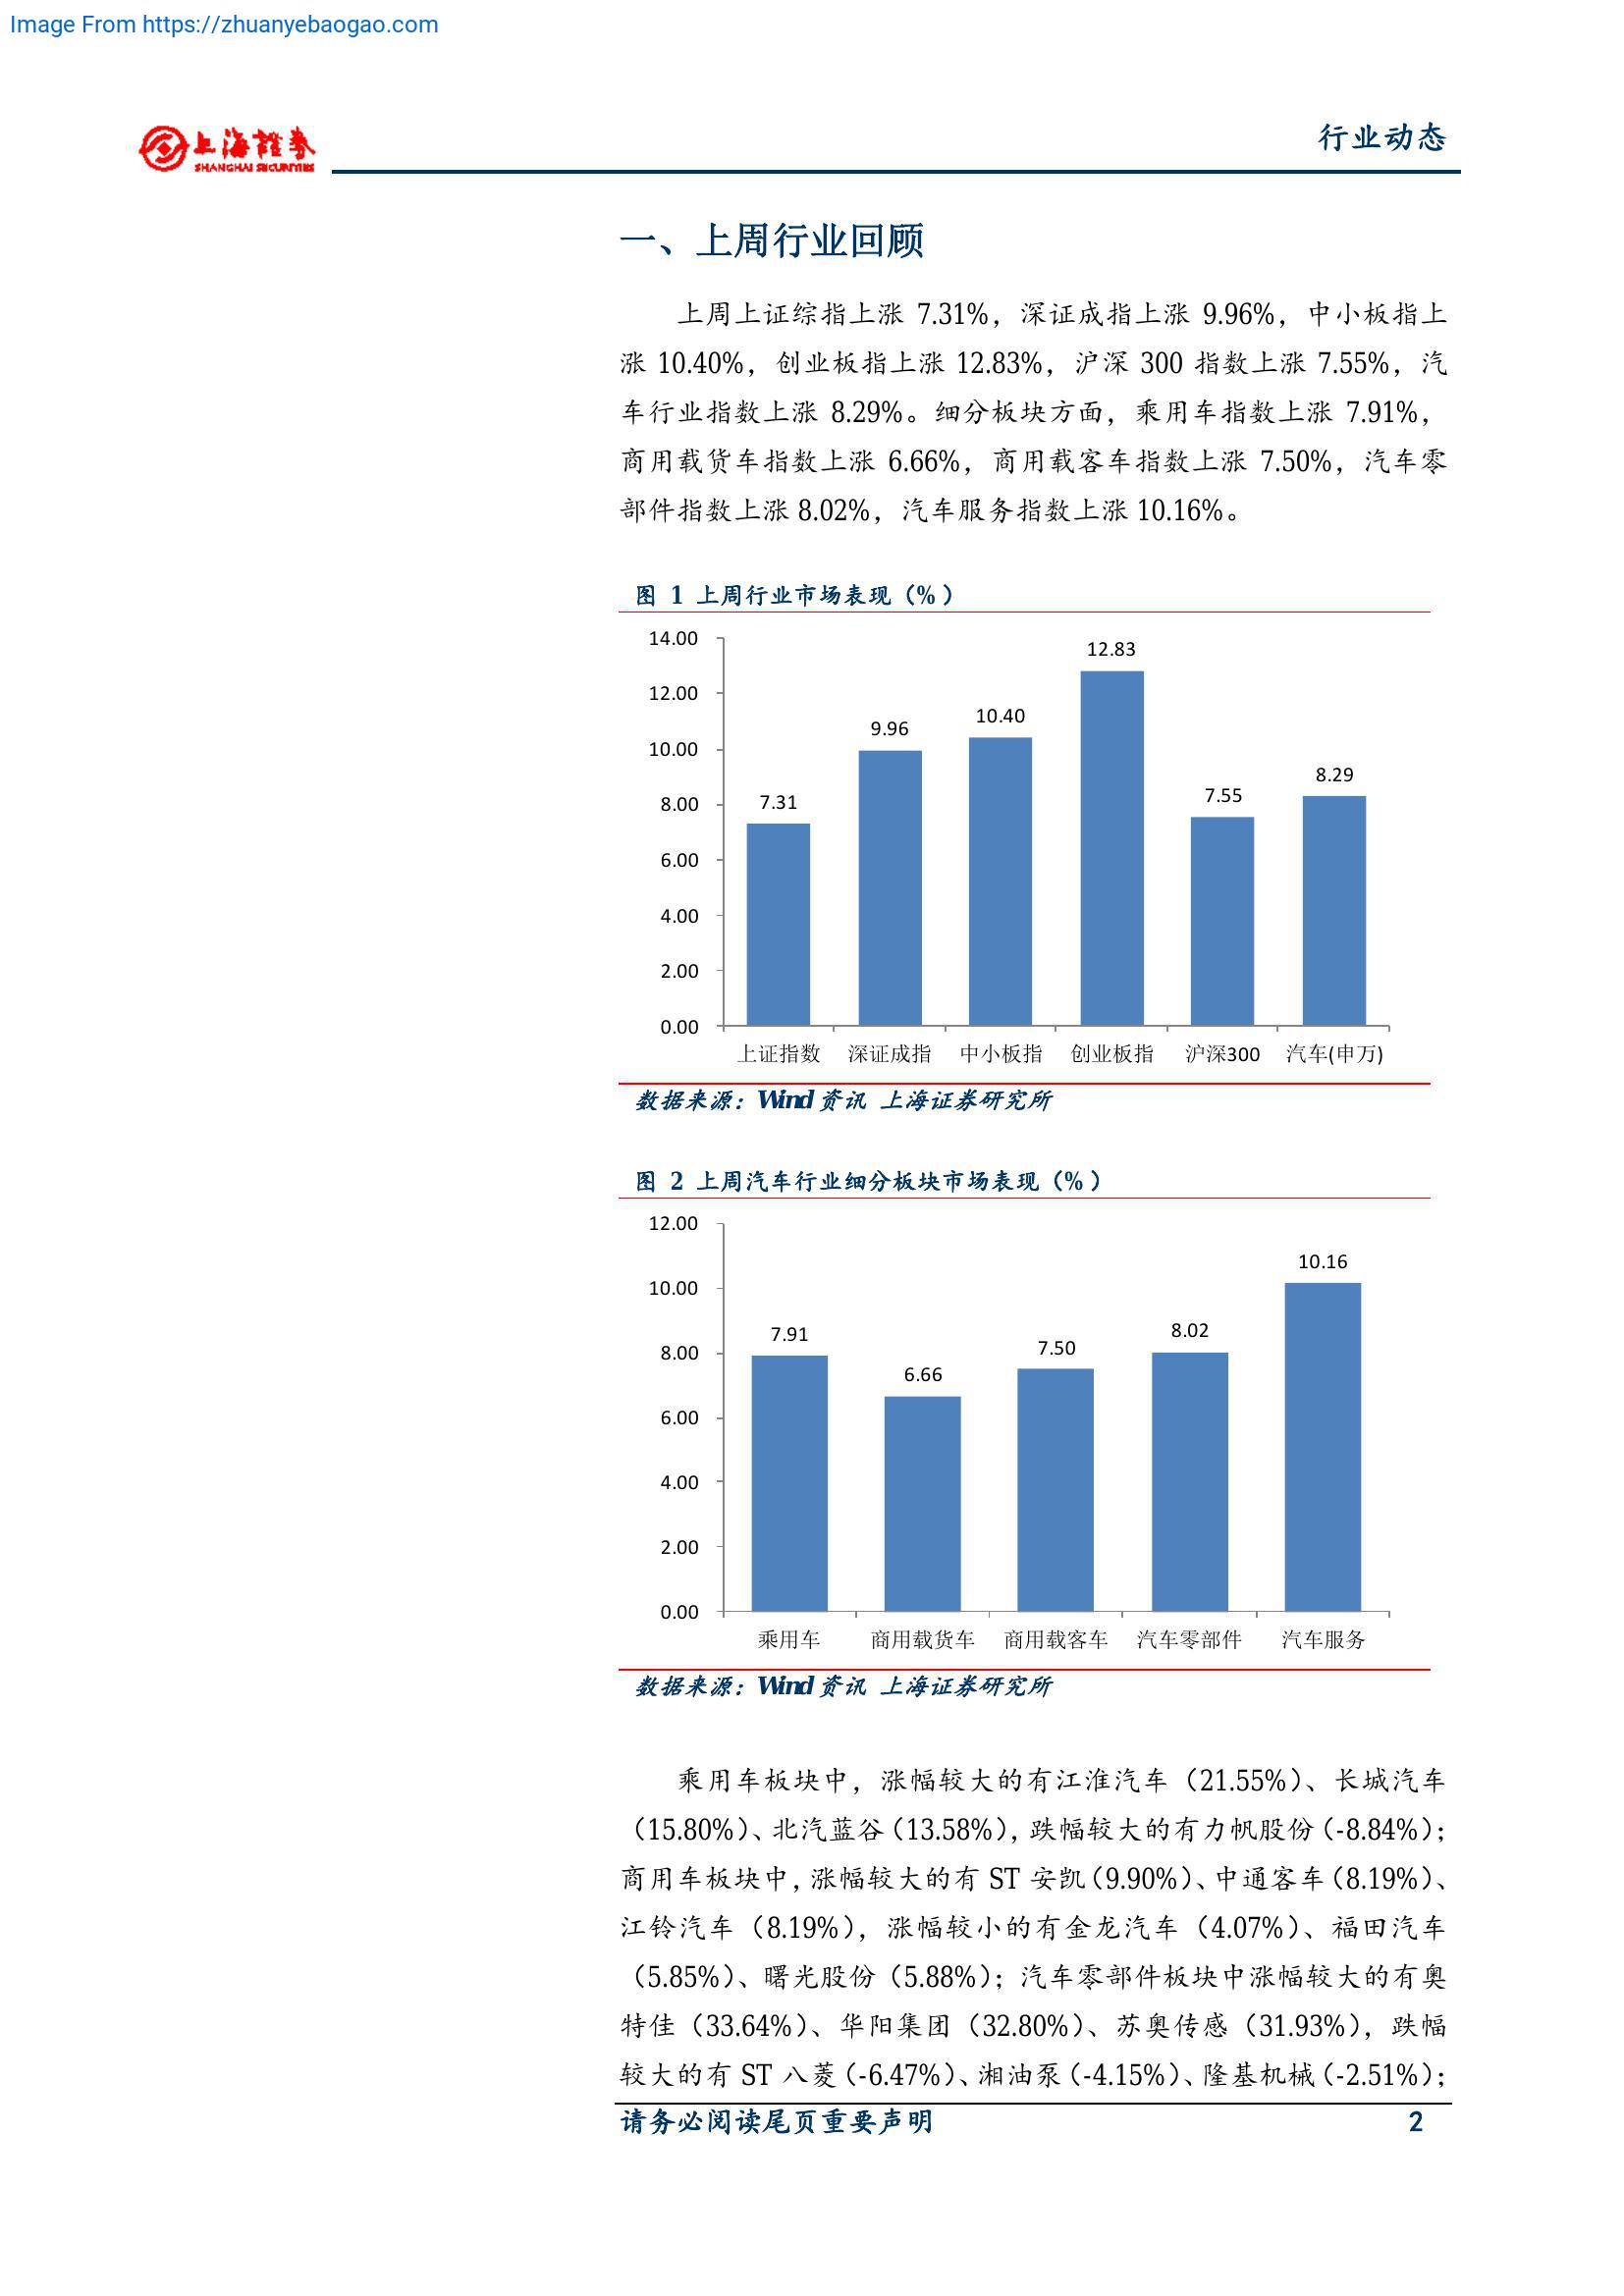 Image From https://zhuanyebaogao.com
上海證券
SHANGHAI SECURITIES
行业动态
一、上周行业回顾
上周上证综指上涨 7.31%，深证成指上涨 9.96%，中小板指上
涨 10.40%，创业板指上涨 12.83%，沪深 300 指数上涨 7.55%，汽
车行业指数上涨 8.29%。细分板块方面，乘用车指数上涨 7.91%，
商用载货车指数上涨 6.66%，商用载客车指数上涨 7.50%，汽车零
部件指数上涨 8.02%，汽车服务指数上涨 10.16%。
图 1 上周行业市场表现（%）
14.00
12.00
10.00
8.00
6.00
4.00
2.00
0.00
7.31
9.96
10.40
12.83
7.55
8.29
上证指数 深证成指 中小板指 创业板指 沪深300 汽车(申万)
数据来源：Wind 资讯 上海证券研究所
图 2 上周汽车行业细分板块市场表现（%）
12.00
10.00
8.00
6.00
4.00
2.00
0.00
7.91
6.66
7.50
8.02
10.16
乘用车 商用载货车 商用载客车 汽车零部件 汽车服务
数据来源：Wind 资讯 上海证券研究所
乘用车板块中，涨幅较大的有江淮汽车（21.55%）、长城汽车
（15.80%）、北汽蓝谷（13.58%），跌幅较大的有力帆股份（-8.84%）；
商用车板块中，涨幅较大的有 ST 安凯（9.90%）、中通客车（8.19%）、
江铃汽车（8.19%），涨幅较小的有金龙汽车（4.07%）、福田汽车
（5.85%）、曙光股份（5.88%）；汽车零部件板块中涨幅较大的有奥
特佳（33.64%）、华阳集团（32.80%）、苏奥传感（31.93%），跌幅
较大的有 ST 八菱（-6.47%）、湘油泵（-4.15%）、隆基机械（-2.51%）；
请务必阅读尾页重要声明 2